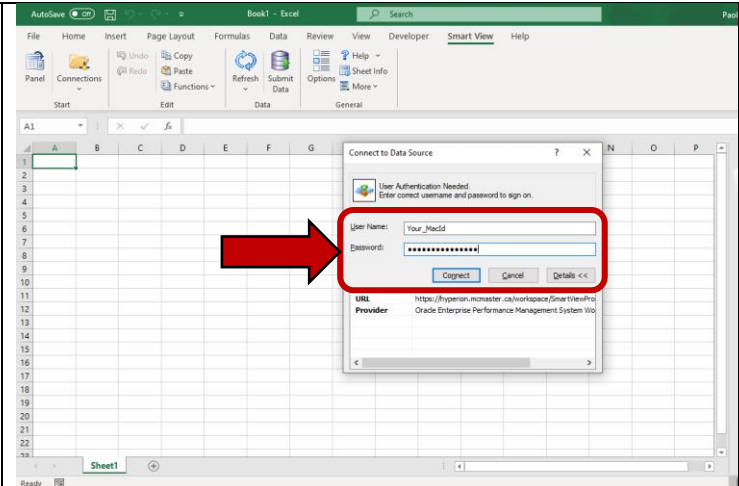 AutoSave Off Book1 - Excel Search Paol
File Home Insert Page Layout Formulas Data Review View Developer Smart View Help
Panel Connections Undo Redo Copy Paste Functions Refresh Submit Data Options Help Sheet Info More
Start Edit Data General
A1 fx
A B C D E F G N O P
Connect to Data Source ? ×
1
2
User Authentication Needed.
3
Enter correct username and password to sign on.
4
5
6 User Name: Your_MacId
7
8 Password: •••••••••••••••
9
10 Connect Cancel Details <<
11 URL https://hyperion.mcmaster.ca/workspace/SmartViewPro
12 Provider Oracle Enterprise Performance Management System Wo
13
14
15
16
17
18
19
20
21
22
23
Sheet1
Ready